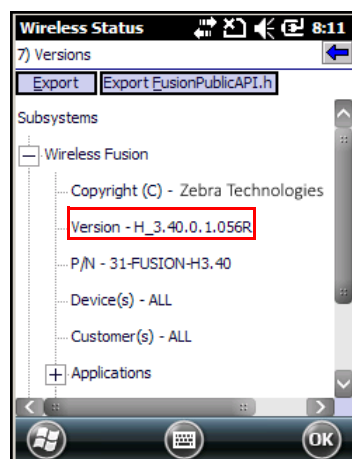 Wireless Status 8:11
7) Versions
Export Export FusionPublicAPI.h
Subsystems
Wireless Fusion
Copyright (C) - Zebra Technologies
Version - H_3.40.0.1.056R
P/N - 31-FUSION-H3.40
Device(s) - ALL
Customer(s) - ALL
Applications
OK